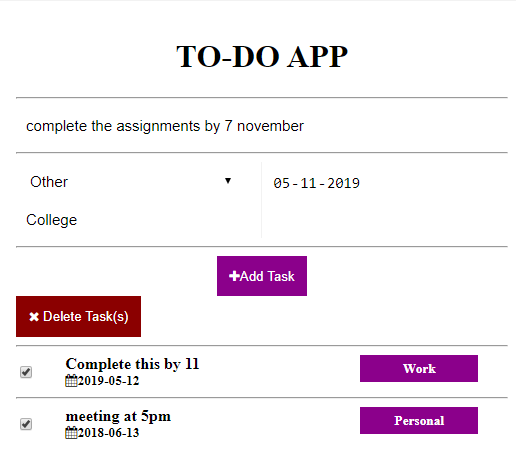 TO-DO APP
complete the assignments by 7 november
Other 05-11-2019
College
Add Task
Delete Task(s)
Complete this by 11 Work
2019-05-12
meeting at 5pm Personal
2018-06-13